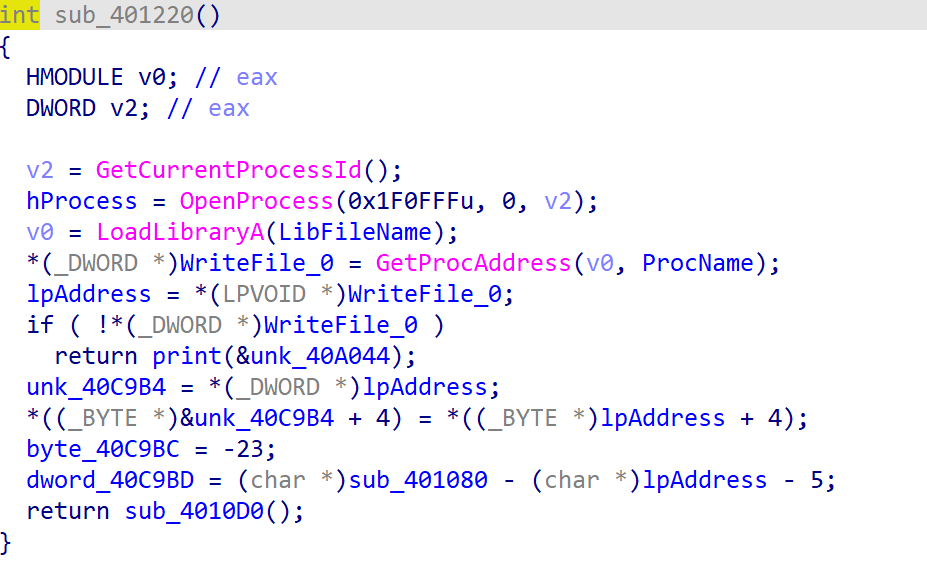 int sub_401220()
{
  HMODULE v0; // eax
  DWORD v2; // eax

  v2 = GetCurrentProcessId();
  hProcess = OpenProcess(0x1F0FFFu, 0, v2);
  v0 = LoadLibraryA(LibFileName);
  *(_DWORD *)WriteFile_0 = GetProcAddress(v0, ProcName);
  lpAddress = *(LPVOID *)WriteFile_0;
  if ( !*(_DWORD *)WriteFile_0 )
    return print(&unk_40A044);
  unk_40C9B4 = *(_DWORD *)lpAddress;
  *((_BYTE *)&unk_40C9B4 + 4) = *((_BYTE *)lpAddress + 4);
  byte_40C9BC = -23;
  dword_40C9BD = (char *)sub_401080 - (char *)lpAddress - 5;
  return sub_4010D0();
}